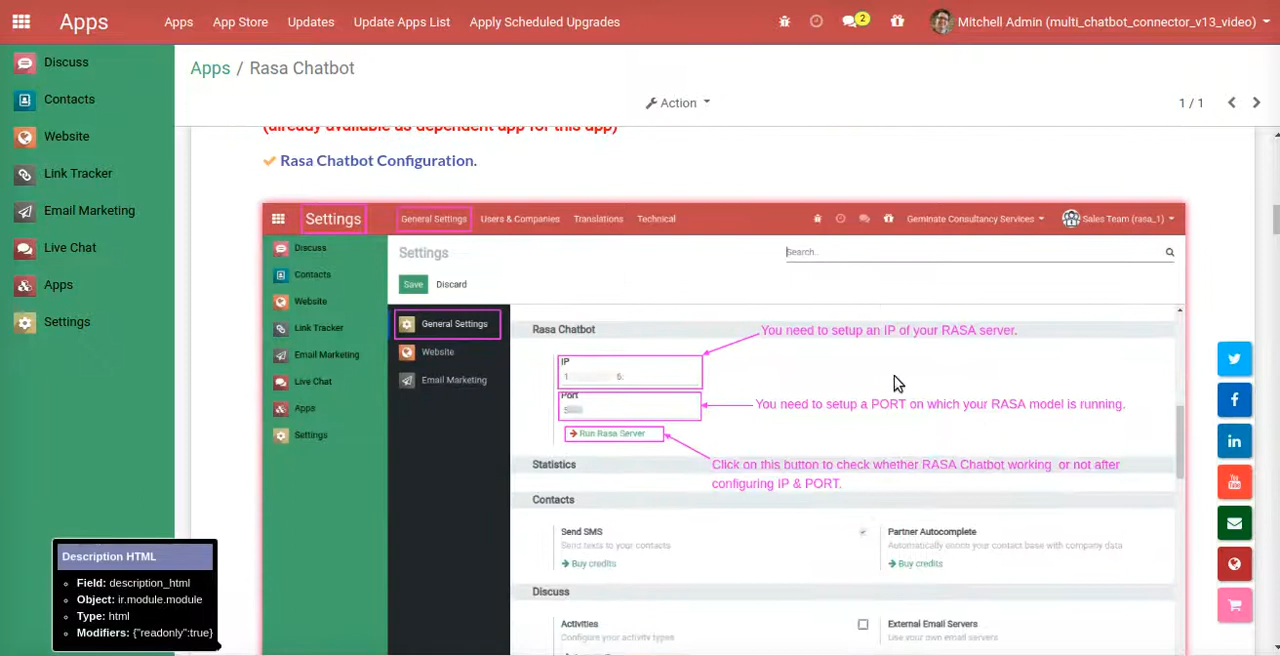 Apps
Apps App Store Updates Update Apps List Apply Scheduled Upgrades
2
Mitchell Admin (multi_chatbot_connector_v13_video)
Discuss
Contacts
Website
Link Tracker
Email Marketing
Live Chat
Apps
Settings
Apps / Rasa Chatbot
Action
1 / 1
(already available as dependent app for this app)
Rasa Chatbot Configuration.
Settings
General Settings Users & Companies Translations Technical
Geminate Consultancy Services Sales Team (rasa_1)
Discuss
Contacts
Website
Link Tracker
Email Marketing
Live Chat
Apps
Settings
Settings
Search..
Save Discard
General Settings
Website
Email Marketing
Rasa Chatbot
You need to setup an IP of your RASA server.
IP
Port
You need to setup a PORT on which your RASA model is running.
Run Rasa Server
Statistics
Click on this button to check whether RASA Chatbot working or not after
configuring IP & PORT.
Contacts
Send SMS
Send texts to your contacts
Buy credits
Partner Autocomplete
Automatically enrich your contact base with company data
Buy credits
Discuss
Activities
Configure your activity types
External Email Servers
Use your own email servers
Description HTML
Field: description_html
Object: ir.module.module
Type: html
Modifiers: {"readonly":true}